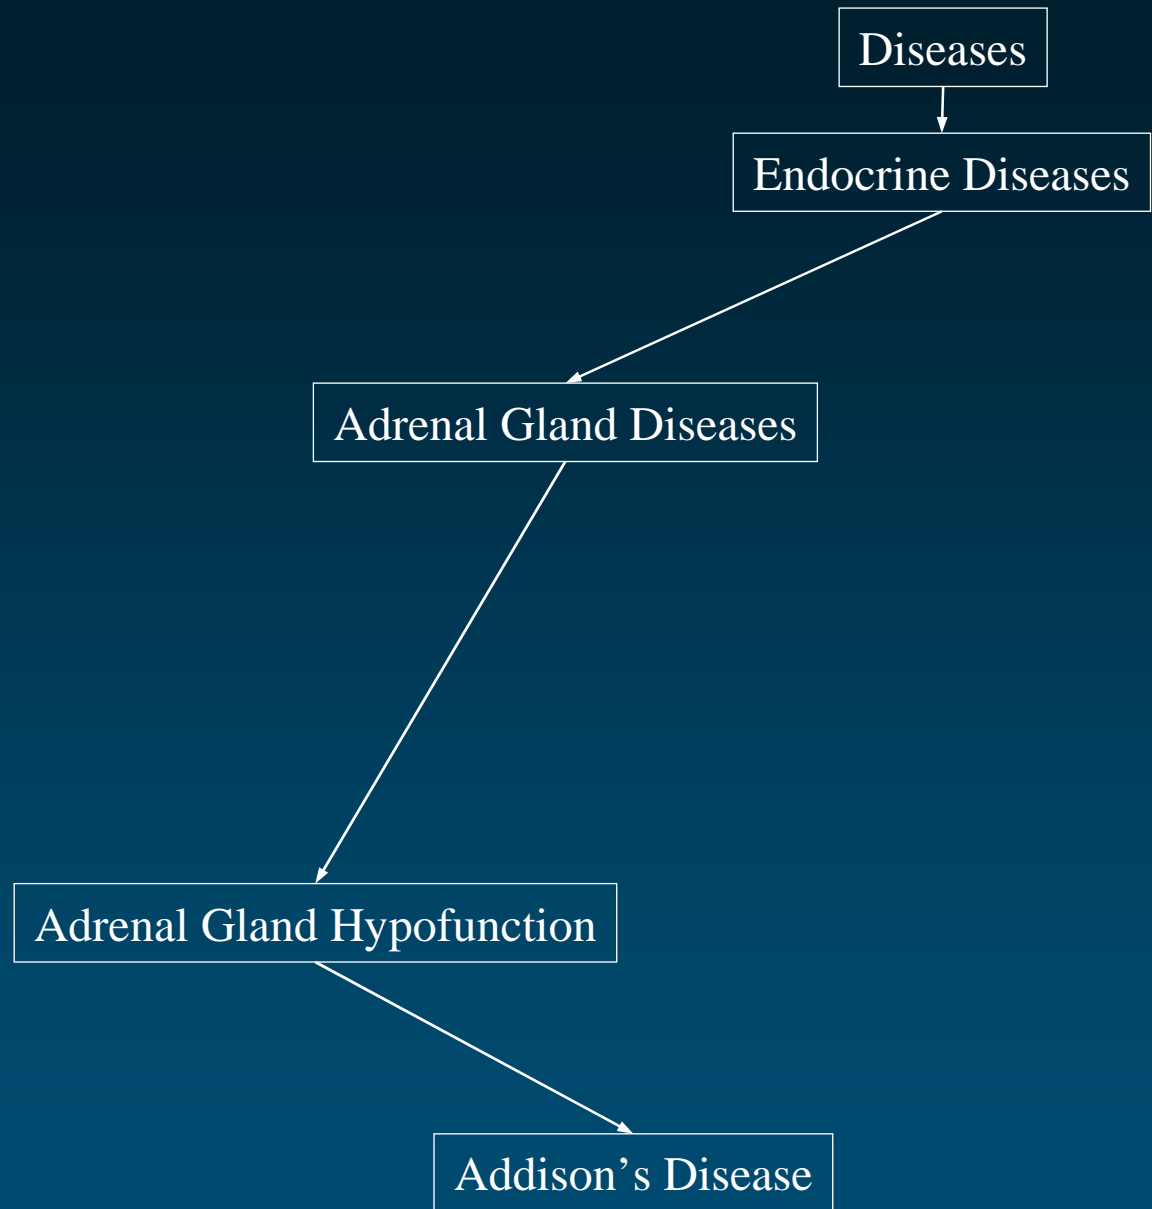 Diseases
Endocrine Diseases
Adrenal Gland Diseases
Adrenal Gland Hypofunction
Addison’s Disease